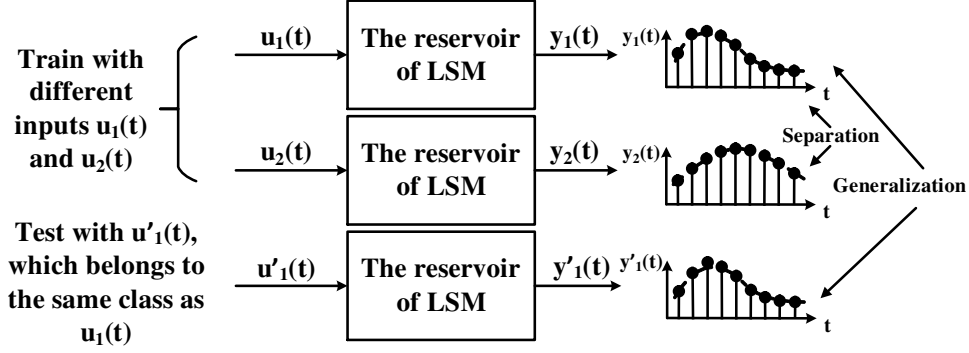 Train with
different
inputs u₁(t)
and u₂(t)
u₁(t)
The reservoir
of LSM
y₁(t)
y₁(t)
t
u₂(t)
The reservoir
of LSM
y₂(t)
y₂(t)
t
Separation
Generalization
Test with u′₁(t),
which belongs to
the same class as
u₁(t)
u′₁(t)
The reservoir
of LSM
y′₁(t)
y′₁(t)
t